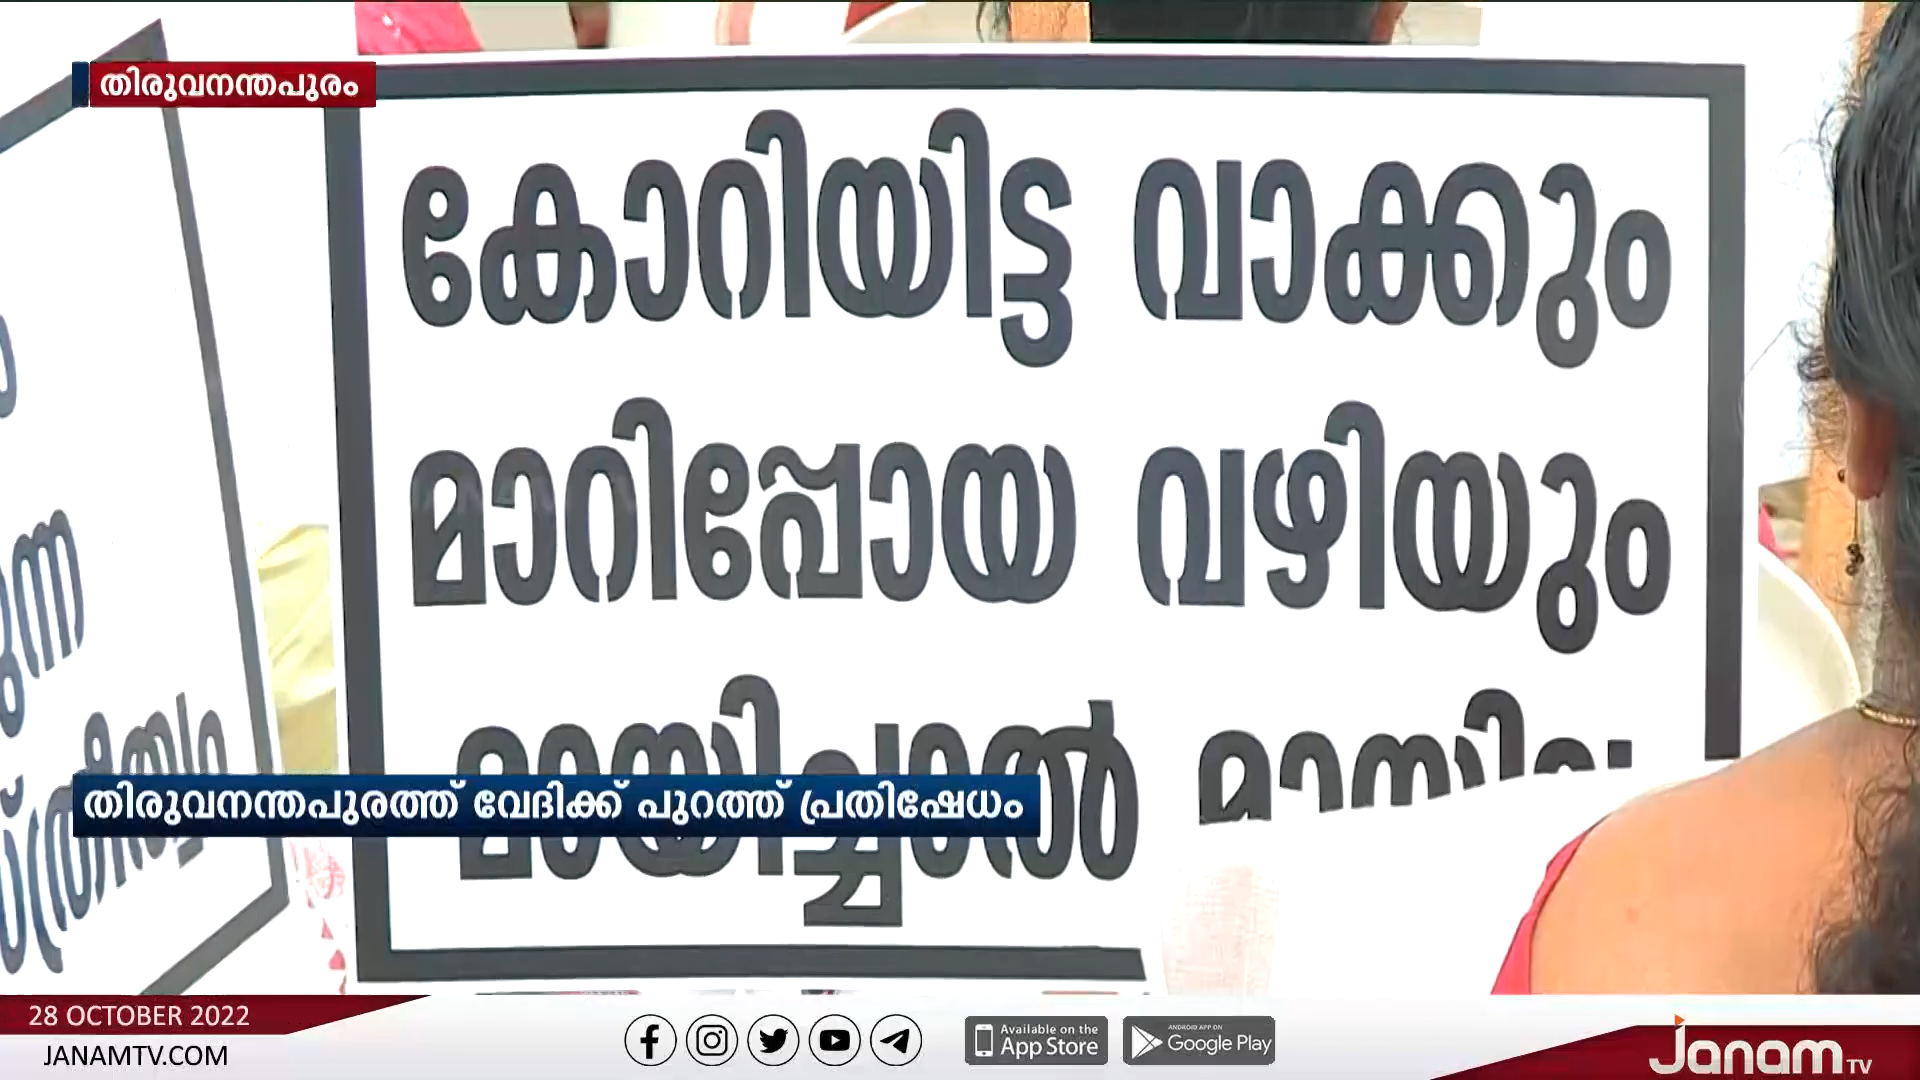 തിരുവനന്തപുരം
കോറിയിട്ട വാക്കും
മാറിപ്പോയ വഴിയും
മായിച്ചാൽ
തിരുവനന്തപുരത്ത് വേദിക്ക് പുറത്ത് പ്രതിഷേധം
28 OCTOBER 2022
JANAMTV.COM
Available on the
App Store
ANDROID APP ON
Google Play
Janam TV